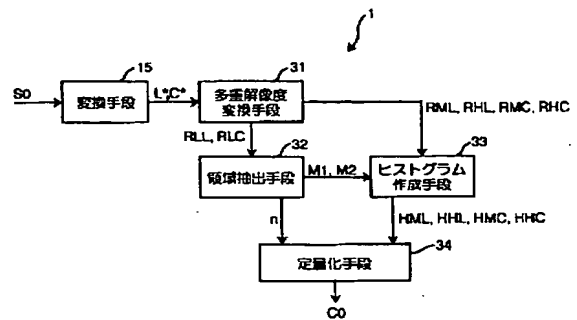 1
15
31
S0
変換手段
L*,C*
多重解像度
変換手段
RML, RHL, RMC, RHC
RLL, RLC
32
33
領域抽出手段
M1, M2
ヒストグラム
作成手段
n
HML, HHL, HMC, HHC
34
定量化手段
C0